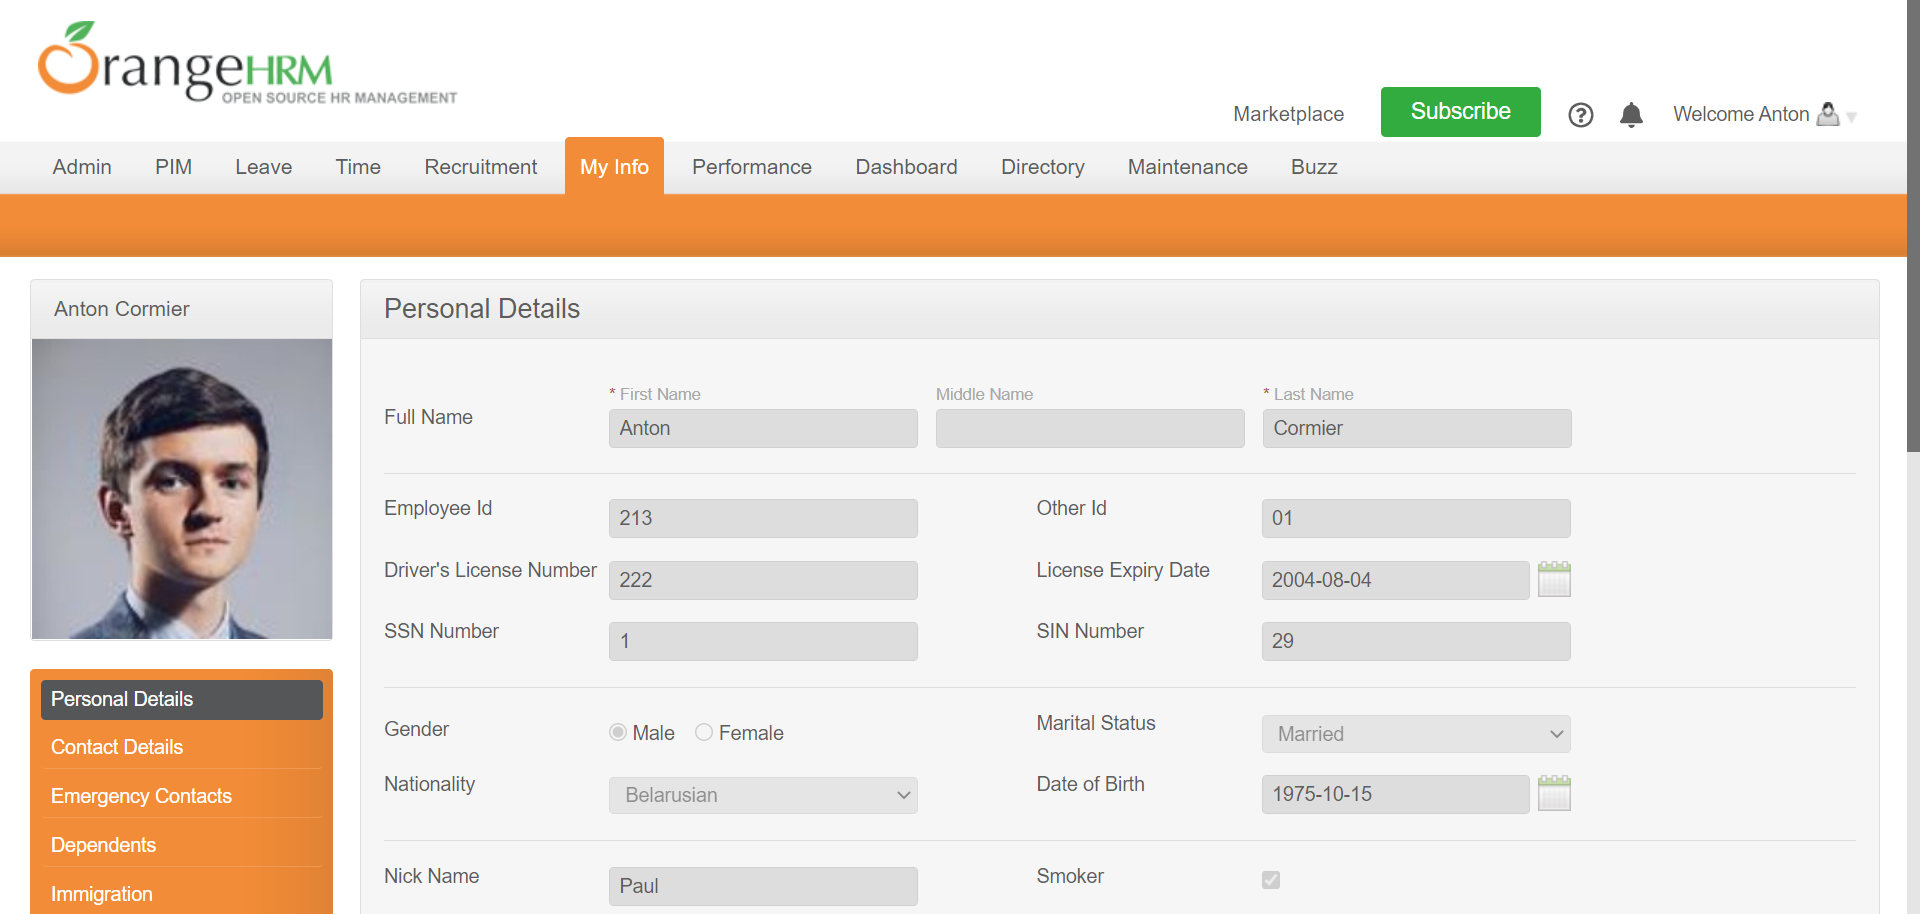 OrangeHRM
OPEN SOURCE HR MANAGEMENT
Marketplace
Subscribe
?
Welcome Anton
Admin PIM Leave Time Recruitment My Info Performance Dashboard Directory Maintenance Buzz
Anton Cormier
Personal Details
Contact Details
Emergency Contacts
Dependents
Immigration
Personal Details
* First Name Middle Name * Last Name
Full Name Anton Cormier
Employee Id 213 Other Id 01
Driver's License Number 222 License Expiry Date 2004-08-04
SSN Number 1 SIN Number 29
Gender Male Female Marital Status Married
Nationality Belarusian Date of Birth 1975-10-15
Nick Name Paul Smoker